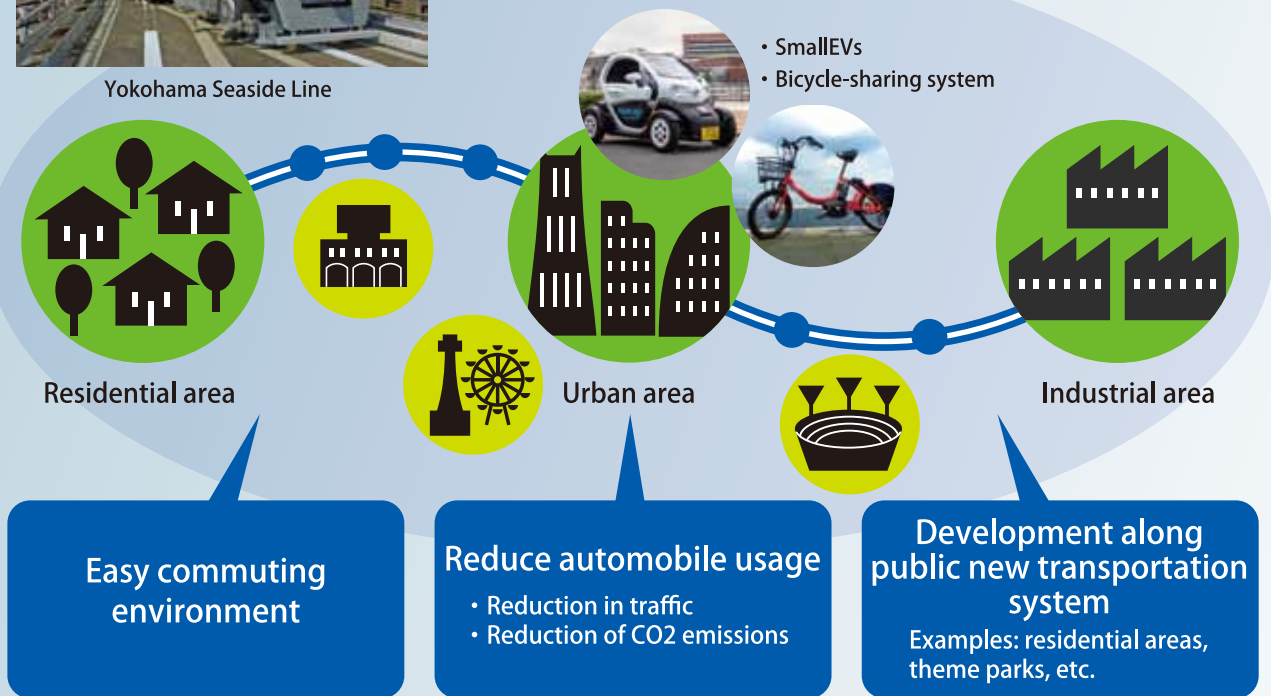 Yokohama Seaside Line
・SmallEVs
・Bicycle-sharing system
Residential area
Urban area
Industrial area
Easy commuting
environment
Reduce automobile usage
・Reduction in traffic
・Reduction of CO2 emissions
Development along
public new transportation
system
Examples: residential areas,
theme parks, etc.